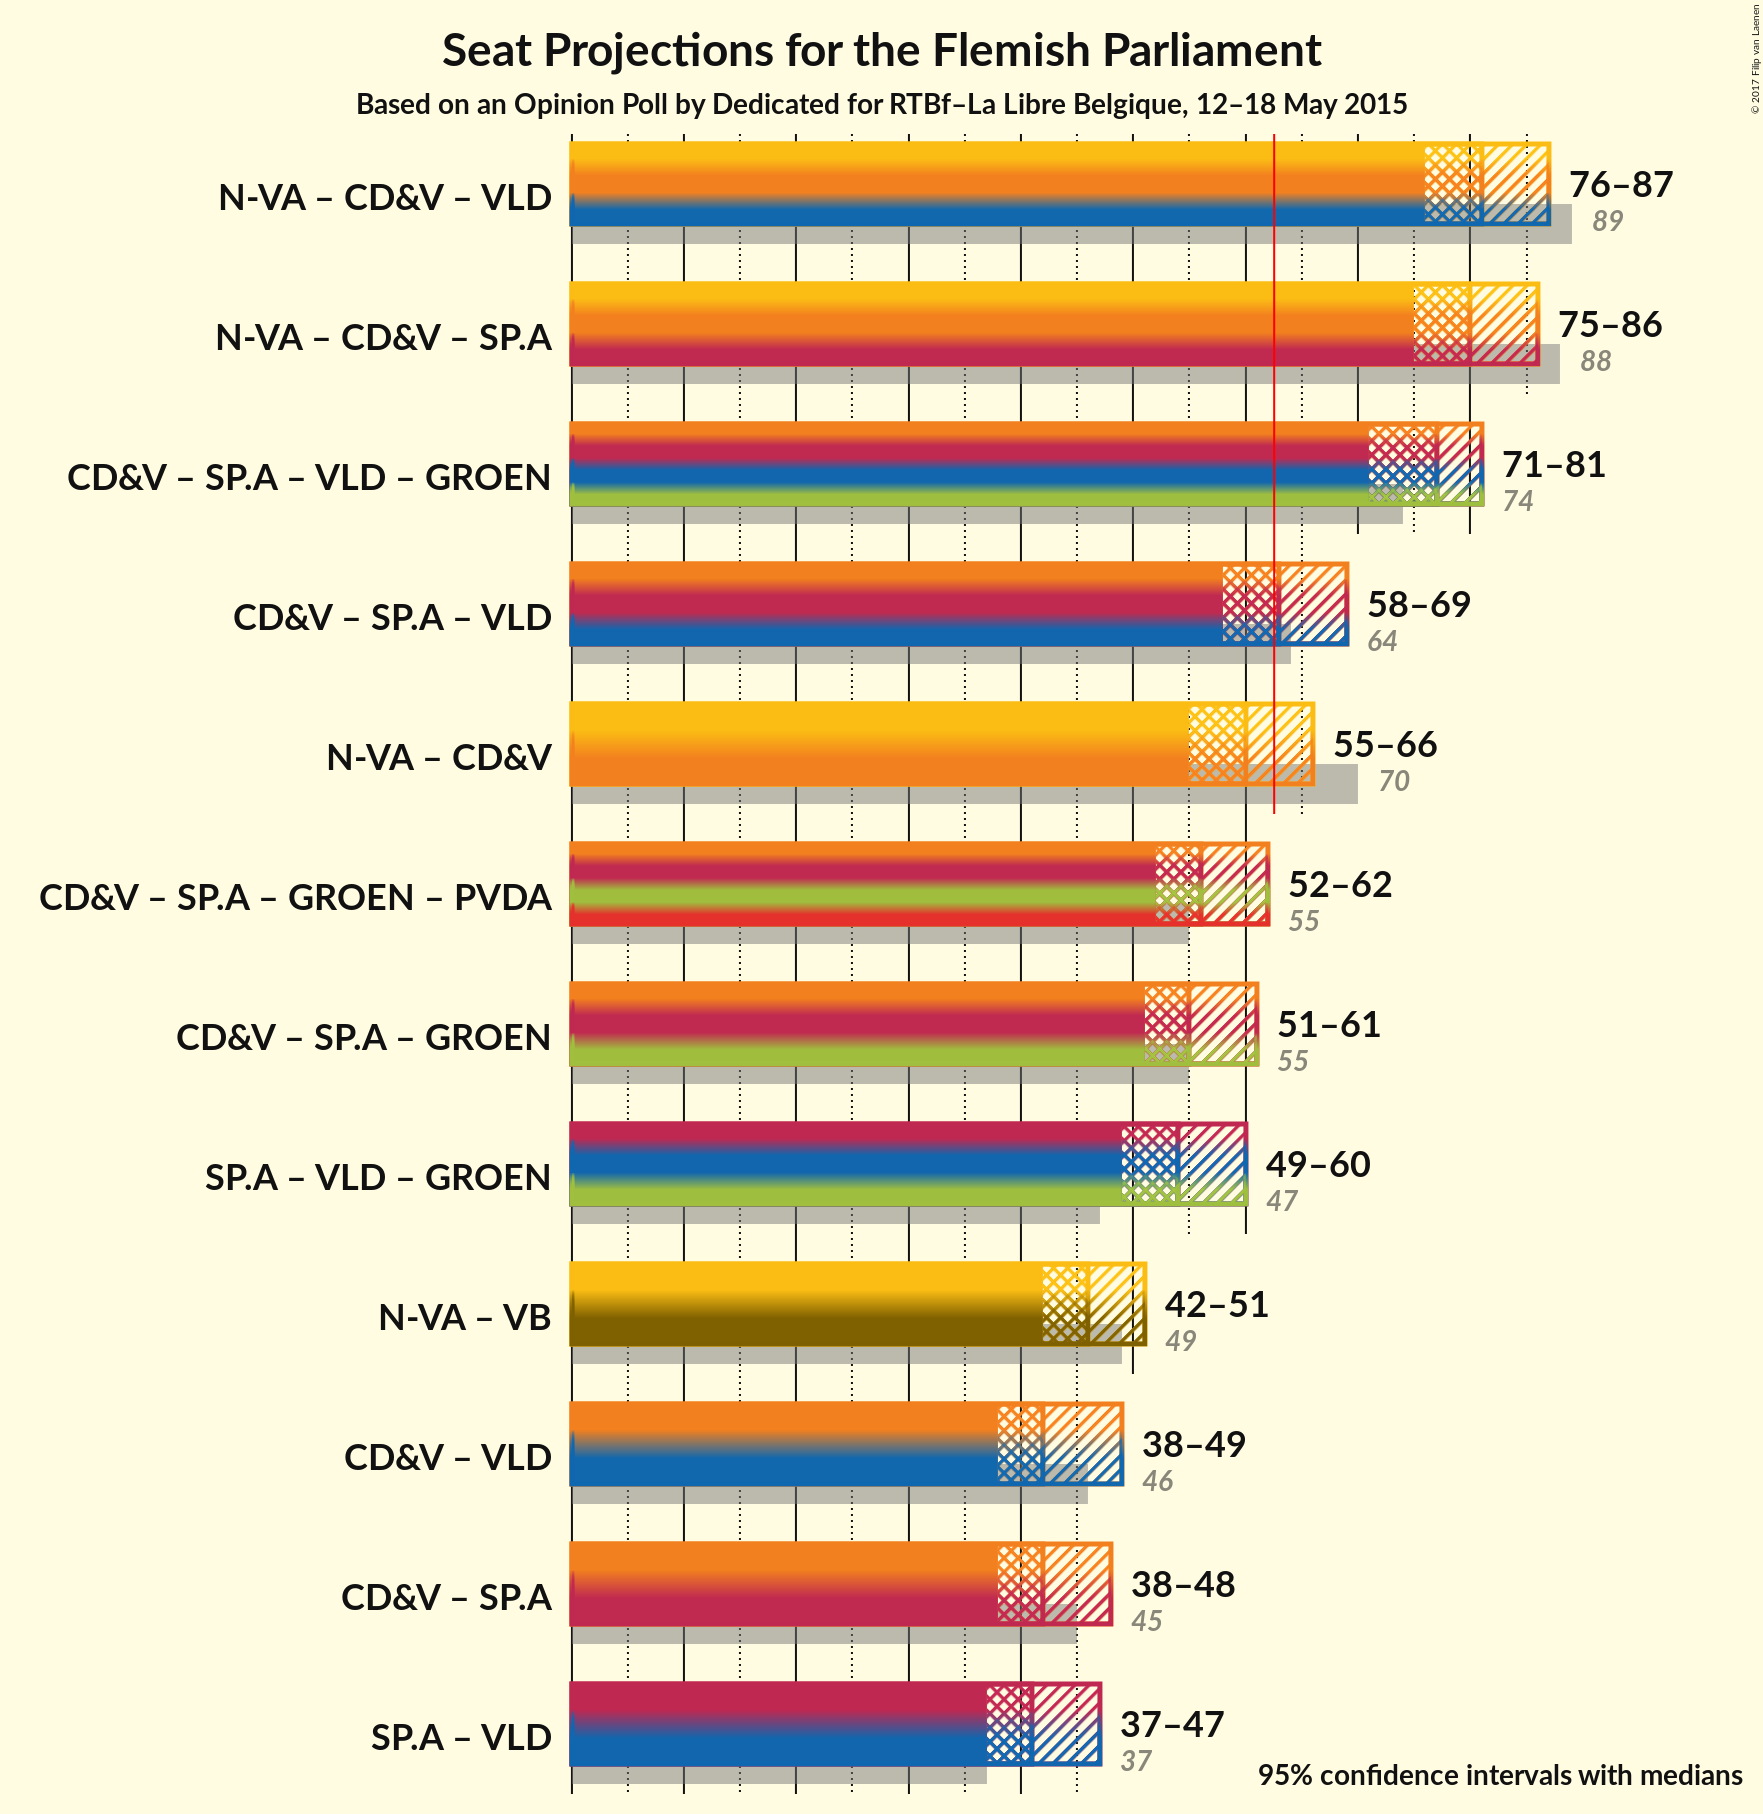 Seat Projections for the Flemish Parliament
Based on an Opinion Poll by Dedicated for RTBf–La Libre Belgique, 12–18 May 2015
© 2017 Filip van Laenen
N-VA – CD&V – VLD
76–87
89
N-VA – CD&V – SP.A
75–86
88
CD&V – SP.A – VLD – GROEN
71–81
74
CD&V – SP.A – VLD
58–69
64
N-VA – CD&V
55–66
70
CD&V – SP.A – GROEN – PVDA
52–62
55
CD&V – SP.A – GROEN
51–61
55
SP.A – VLD – GROEN
49–60
47
N-VA – VB
42–51
49
CD&V – VLD
38–49
46
CD&V – SP.A
38–48
45
SP.A – VLD
37–47
37
95% confidence intervals with medians